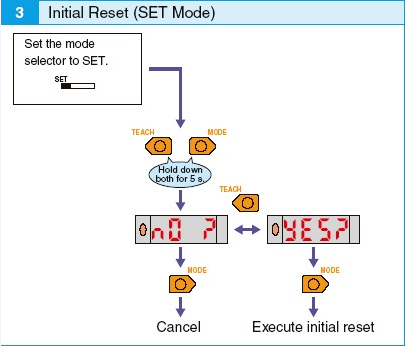 3 Initial Reset (SET Mode)
Set the mode
selector to SET.
SET
TEACH MODE
Hold down
both for 5 s.
TEACH
nO ? YES?
MODE MODE
Cancel Execute initial reset